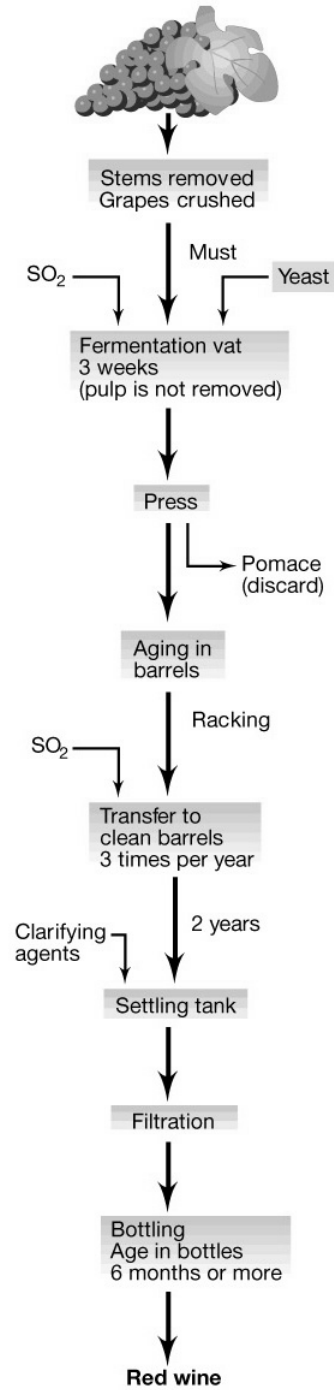 Stems removed
Grapes crushed
Must
SO₂
Yeast
Fermentation vat
3 weeks
(pulp is not removed)
Press
Pomace
(discard)
Aging in
barrels
Racking
SO₂
Transfer to
clean barrels
3 times per year
2 years
Clarifying
agents
Settling tank
Filtration
Bottling
Age in bottles
6 months or more
Red wine